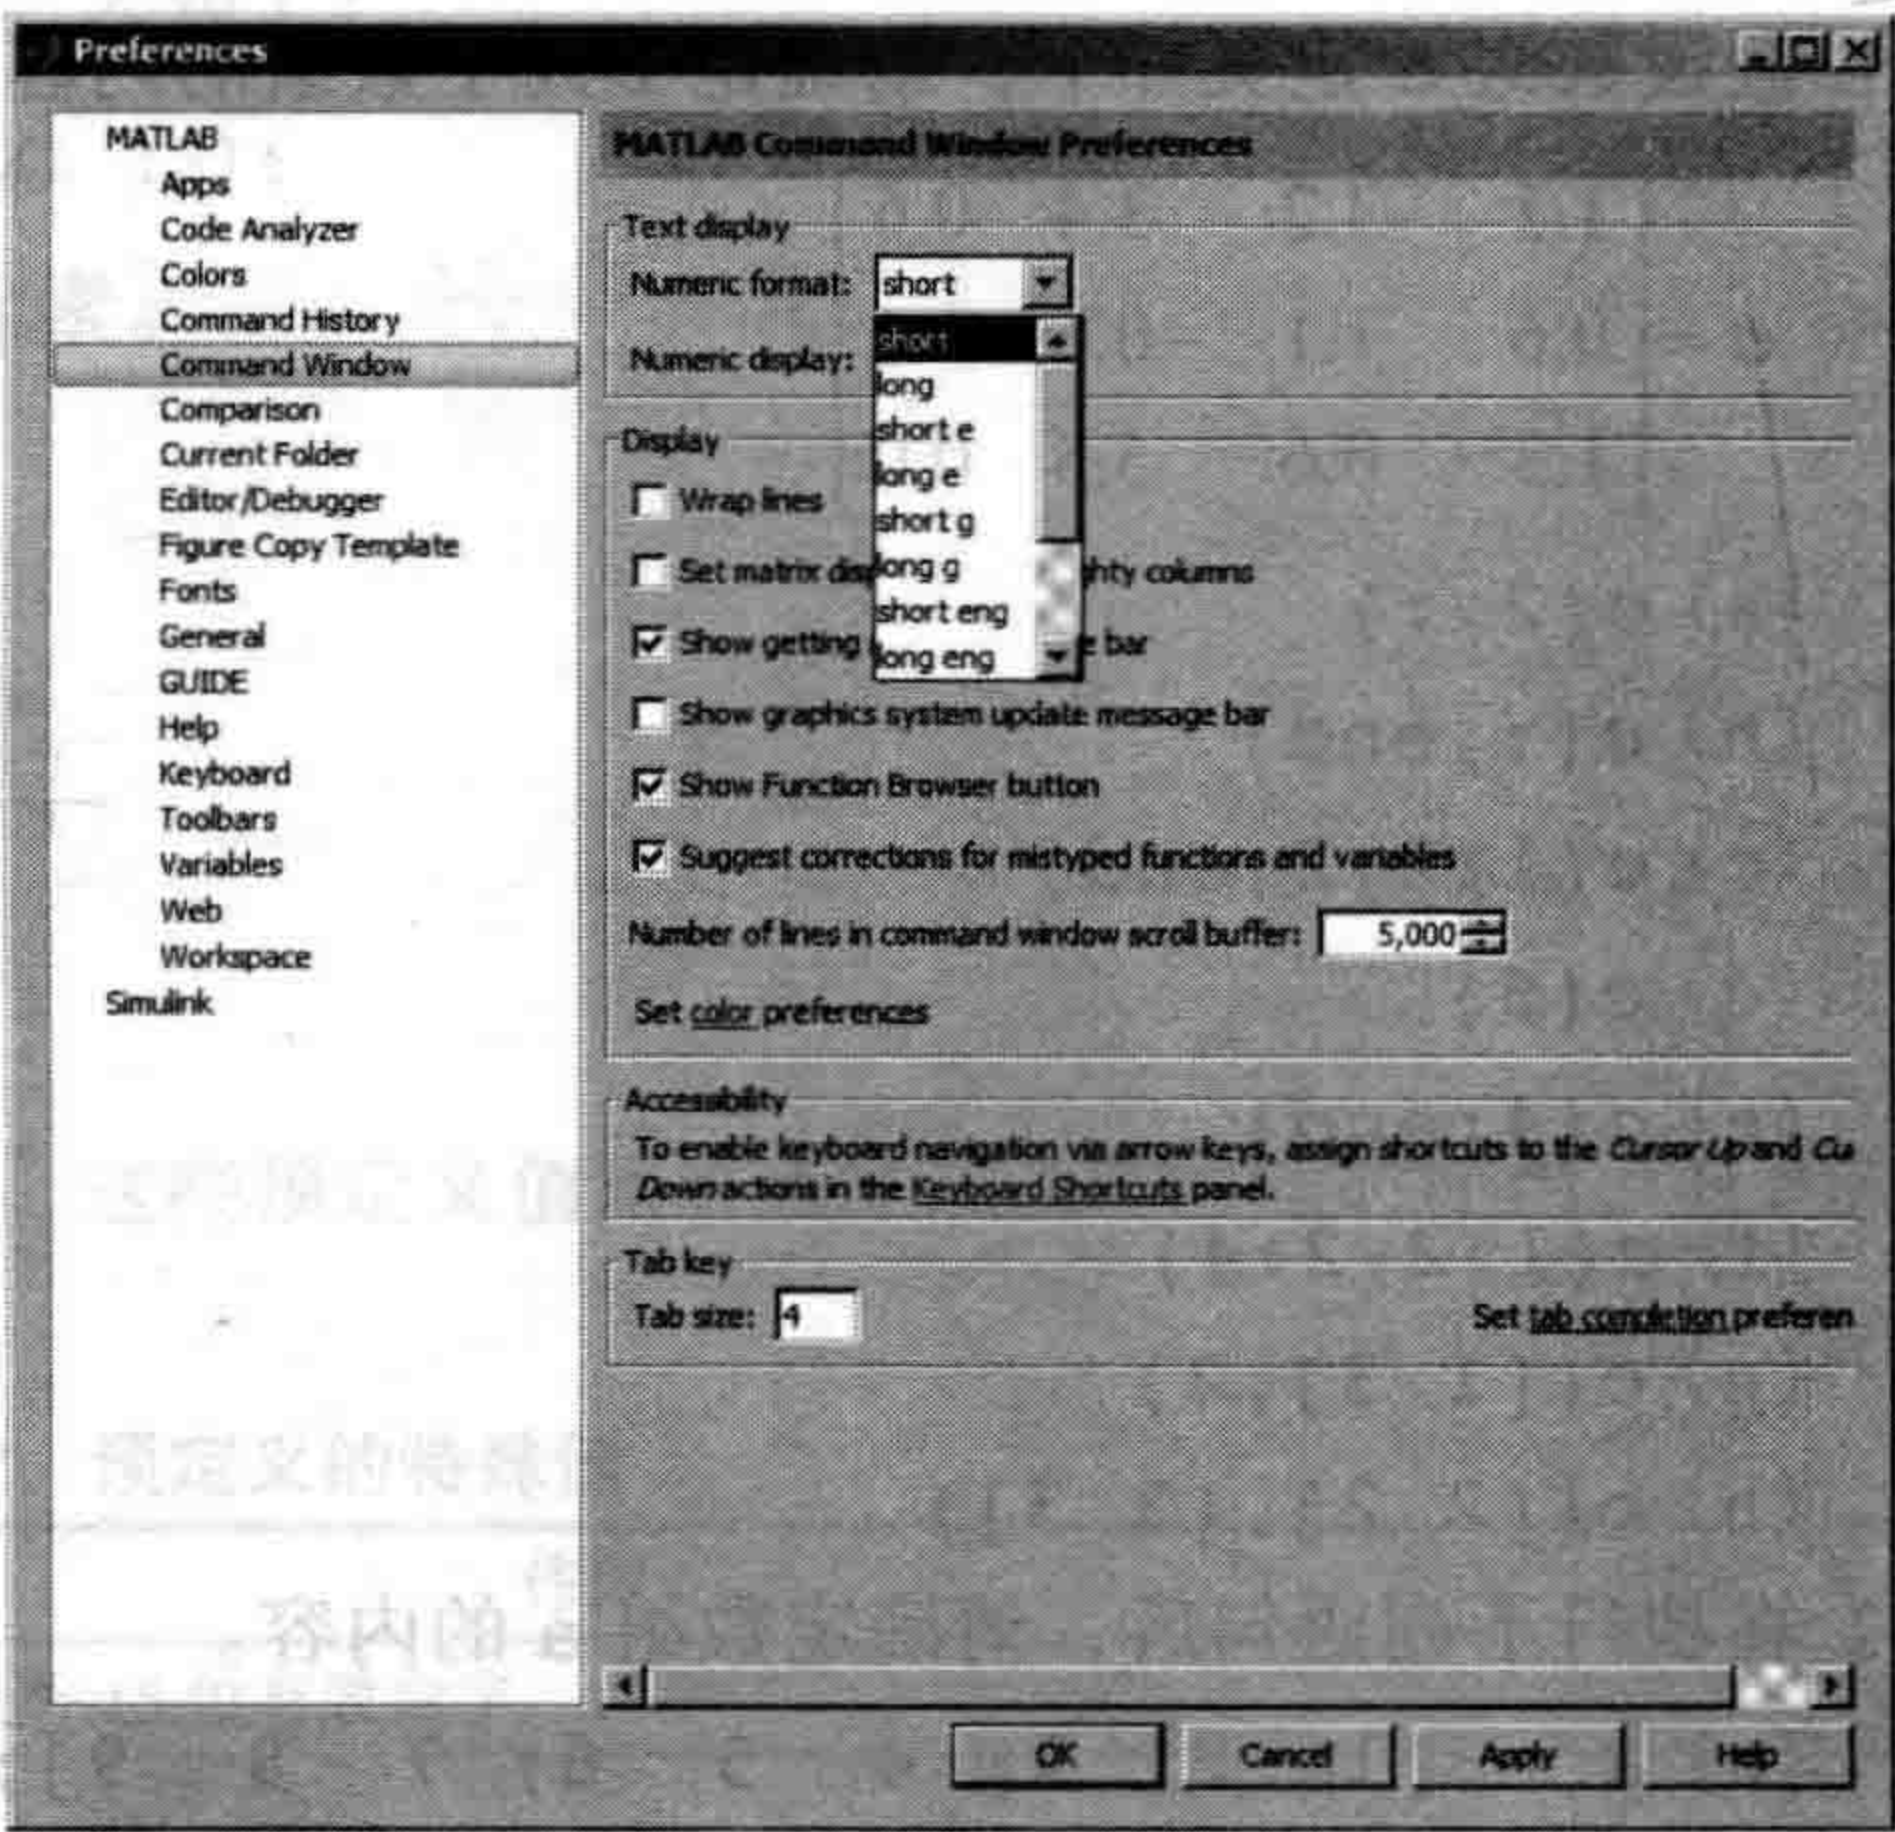 Preferences
MATLAB
Apps
Code Analyzer
Colors
Command History
Command Window
Comparison
Current Folder
Editor/Debugger
Figure Copy Template
Fonts
General
GUIDE
Help
Keyboard
Toolbars
Variables
Web
Workspace
Simulink
MATLAB Command Window Preferences
Text display
Numeric format: short
short
long
short e
long e
short g
long g
short eng
long eng
Numeric display:
Display
Wrap lines
Set matrix columns
Show getting bar
Show graphics system update message bar
Show Function Browser button
Suggest corrections for mistyped functions and variables
Number of lines in command window scroll buffer: 5,000
Set color preferences
Accessibility
To enable keyboard navigation via arrow keys, assign shortcuts to the Cursor Up and Cu
Down actions in the Keyboard Shortcuts panel.
Tab key
Tab size: 4
Set tab completion preferen
的内容
OK Cancel Apply Help